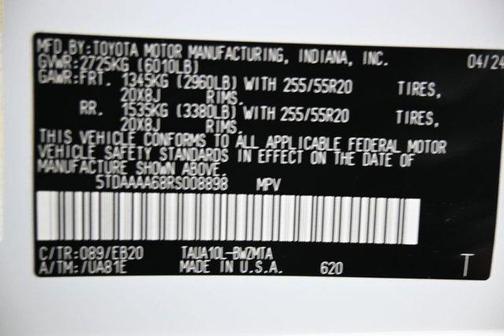 MFD.BY:TOYOTA MOTOR MANUFACTURING, INDIANA, INC. 04/24
GVWR:2725KG (6010LB)
GAWR:FRT. 1345KG (2960LB) WITH 255/55R20 TIRES,
20X8J RIMS.
RR. 1535KG (3380LB) WITH 255/55R20 TIRES,
20X8J RIMS.
THIS VEHICLE CONFORMS TO ALL APPLICABLE FEDERAL MOTOR
VEHICLE SAFETY STANDARDS IN EFFECT ON THE DATE OF
MANUFACTURE SHOWN ABOVE.
5TDAAAA68RS008898 MPV
C/TR:089/EB20 TAUA10L-BWZMTA
A/TM:/UA81E MADE IN U.S.A. 620 T